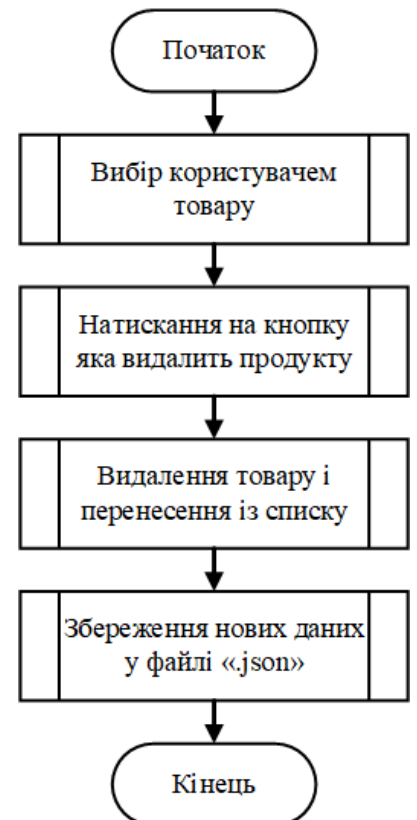 Початок
Вибір користувачем
товару
Натискання на кнопку
яка видалить продукту
Видалення товару і
перенесення із списку
Збереження нових даних
у файлі «.json»
Кінець